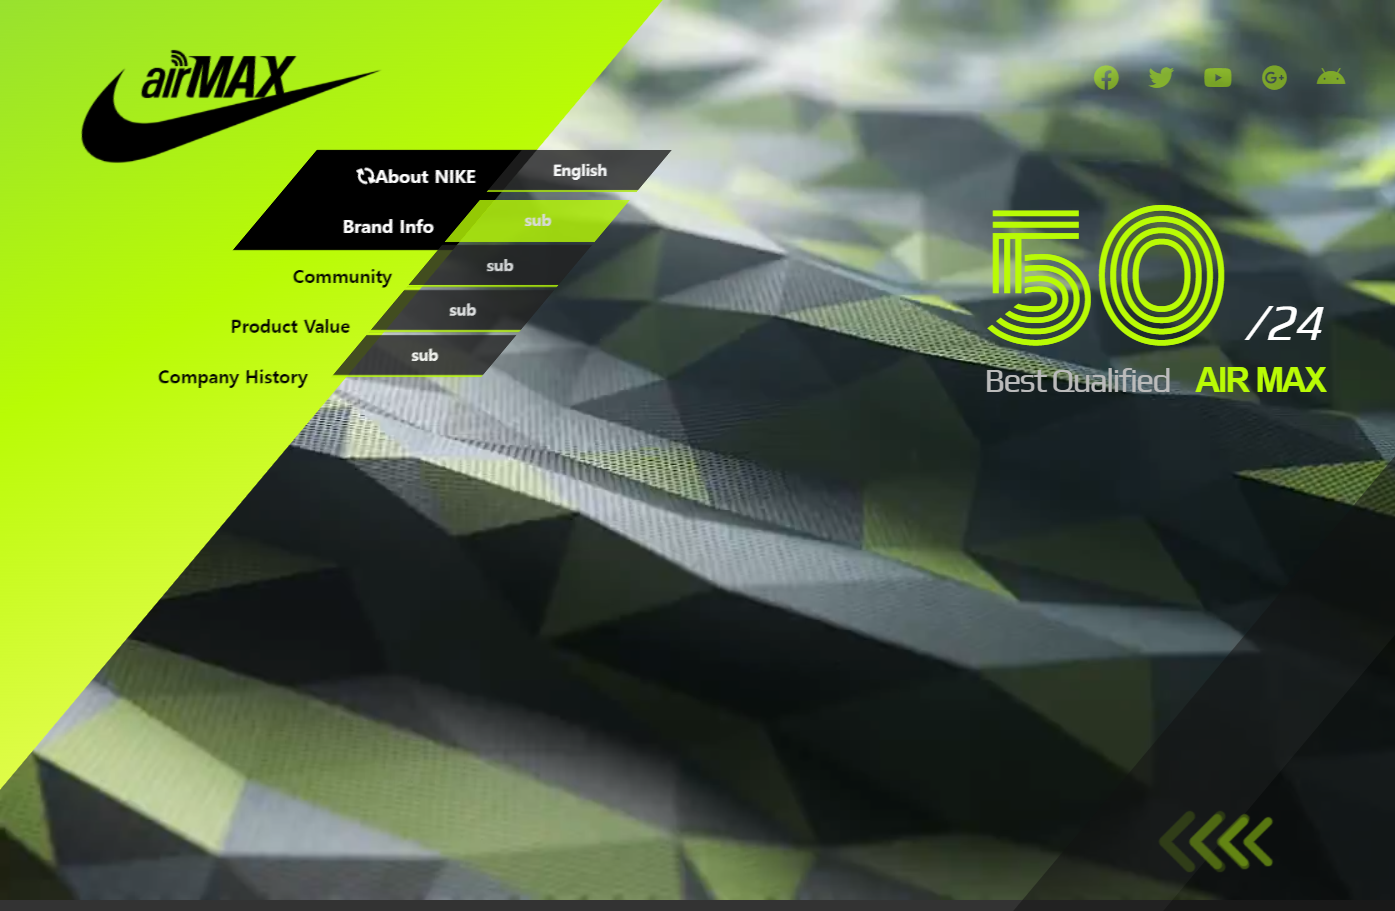 airMAX
About NIKE
English
Brand Info
sub
Community
sub
Product Value
sub
Company History
sub
50 /24
Best Qualified AIR MAX